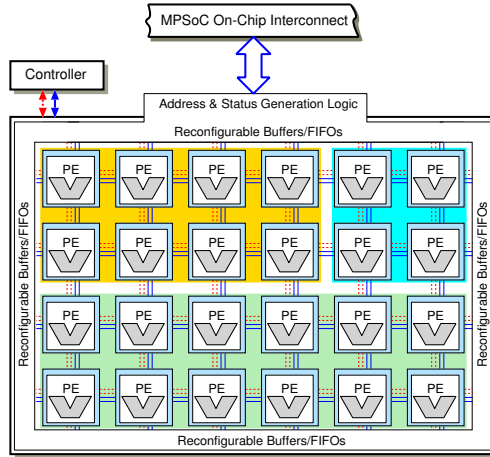 MPSoC On-Chip Interconnect
Controller
Address & Status Generation Logic
Reconfigurable Buffers/FIFOs
Reconfigurable Buffers/FIFOs
PE PE PE PE PE PE
PE PE PE PE PE PE
PE PE PE PE PE PE
PE PE PE PE PE PE
Reconfigurable Buffers/FIFOs
Reconfigurable Buffers/FIFOs